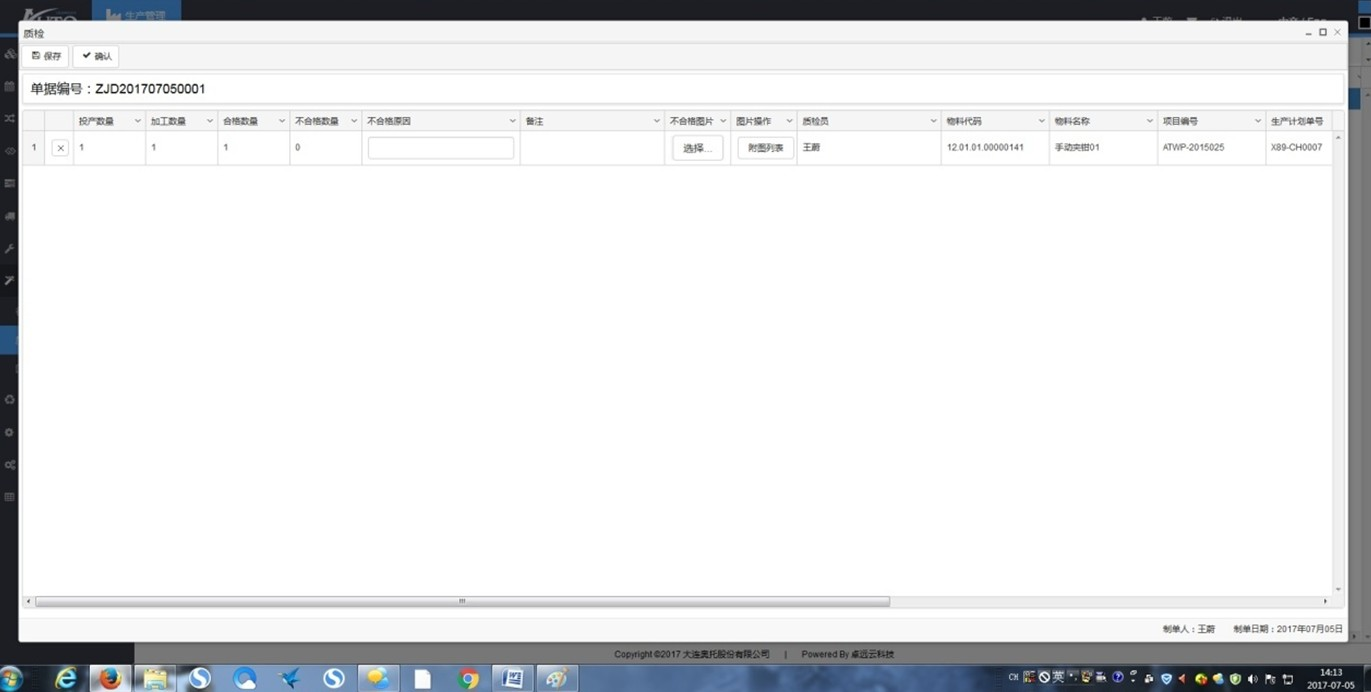 AUTO 生产管理
质检
保存 确认
单据编号：ZJD201707050001
投产数量 加工数量 合格数量 不合格数量 不合格原因 备注 不合格图片 图片操作 质检员 物料代码 物料名称 项目编号 生产计划单号
1 1 1 1 0 选择... 附图列表 王蔚 12.01.01.00000141 手动夹钳01 ATWP-2015025 X89-CH0007
制单人：王蔚 制单日期：2017年07月05日
Copyright ©2017 大连奥托股份有限公司 | Powered By 卓远云科技
CH 英 14:13
2017-07-05